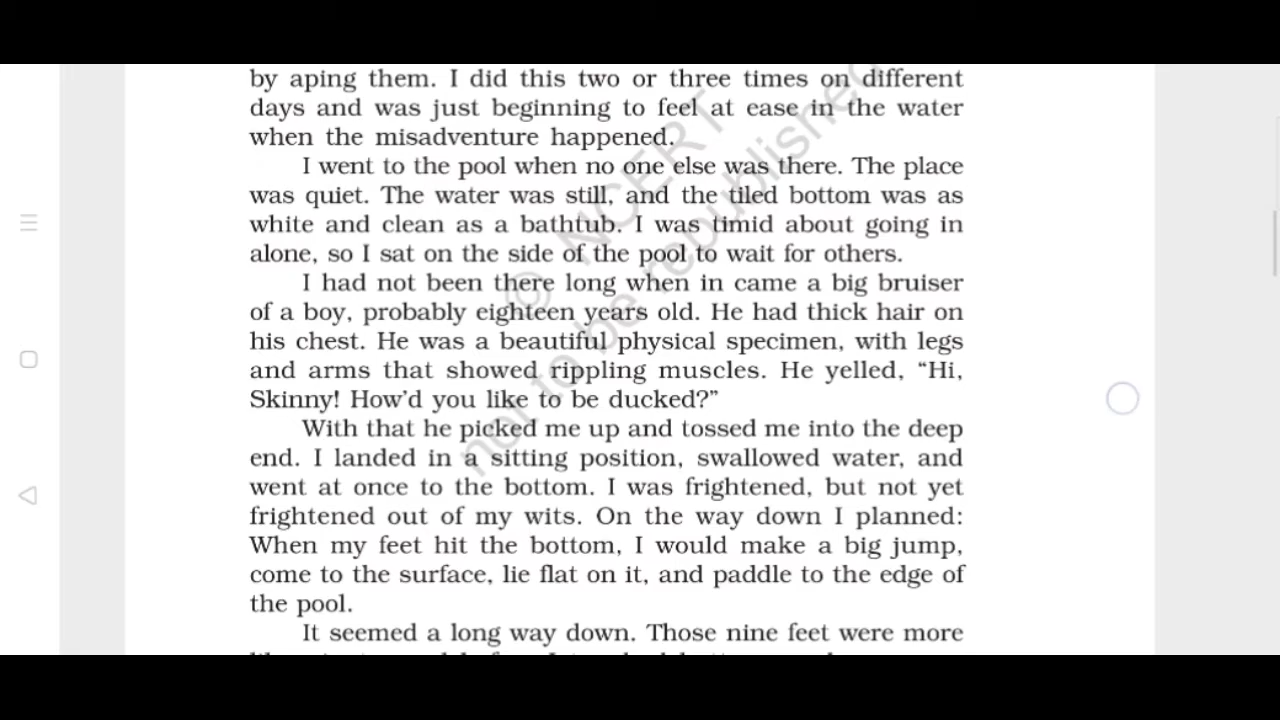 by aping them. I did this two or three times on different
days and was just beginning to feel at ease in the water
when the misadventure happened.
I went to the pool when no one else was there. The place
was quiet. The water was still, and the tiled bottom was as
white and clean as a bathtub. I was timid about going in
alone, so I sat on the side of the pool to wait for others.
I had not been there long when in came a big bruiser
of a boy, probably eighteen years old. He had thick hair on
his chest. He was a beautiful physical specimen, with legs
and arms that showed rippling muscles. He yelled, “Hi,
Skinny! How’d you like to be ducked?”
With that he picked me up and tossed me into the deep
end. I landed in a sitting position, swallowed water, and
went at once to the bottom. I was frightened, but not yet
frightened out of my wits. On the way down I planned:
When my feet hit the bottom, I would make a big jump,
come to the surface, lie flat on it, and paddle to the edge of
the pool.
It seemed a long way down. Those nine feet were more
© NCERT
not to be republished